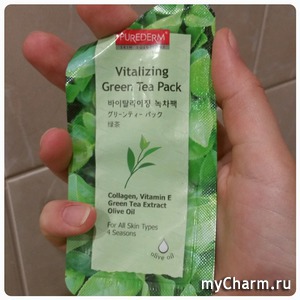 PUREDERM
Vitalizing
Green Tea Pack
바이탈라이징 녹차팩
グリーンティー パック
绿茶
Collagen, Vitamin E
Green Tea Extract
Olive Oil
For All Skin Types
4 Seasons
olive oil
myCharm.ru